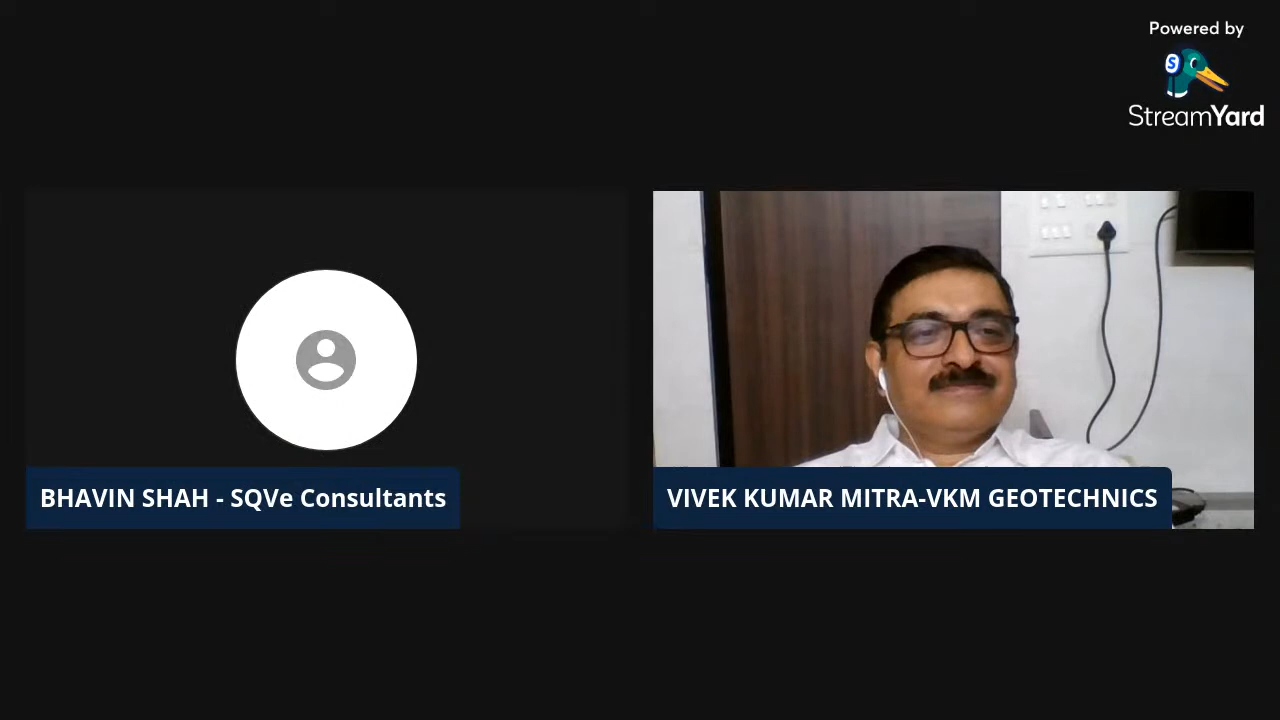 Powered by
S
StreamYard
BHAVIN SHAH - SQVe Consultants
VIVEK KUMAR MITRA-VKM GEOTECHNICS